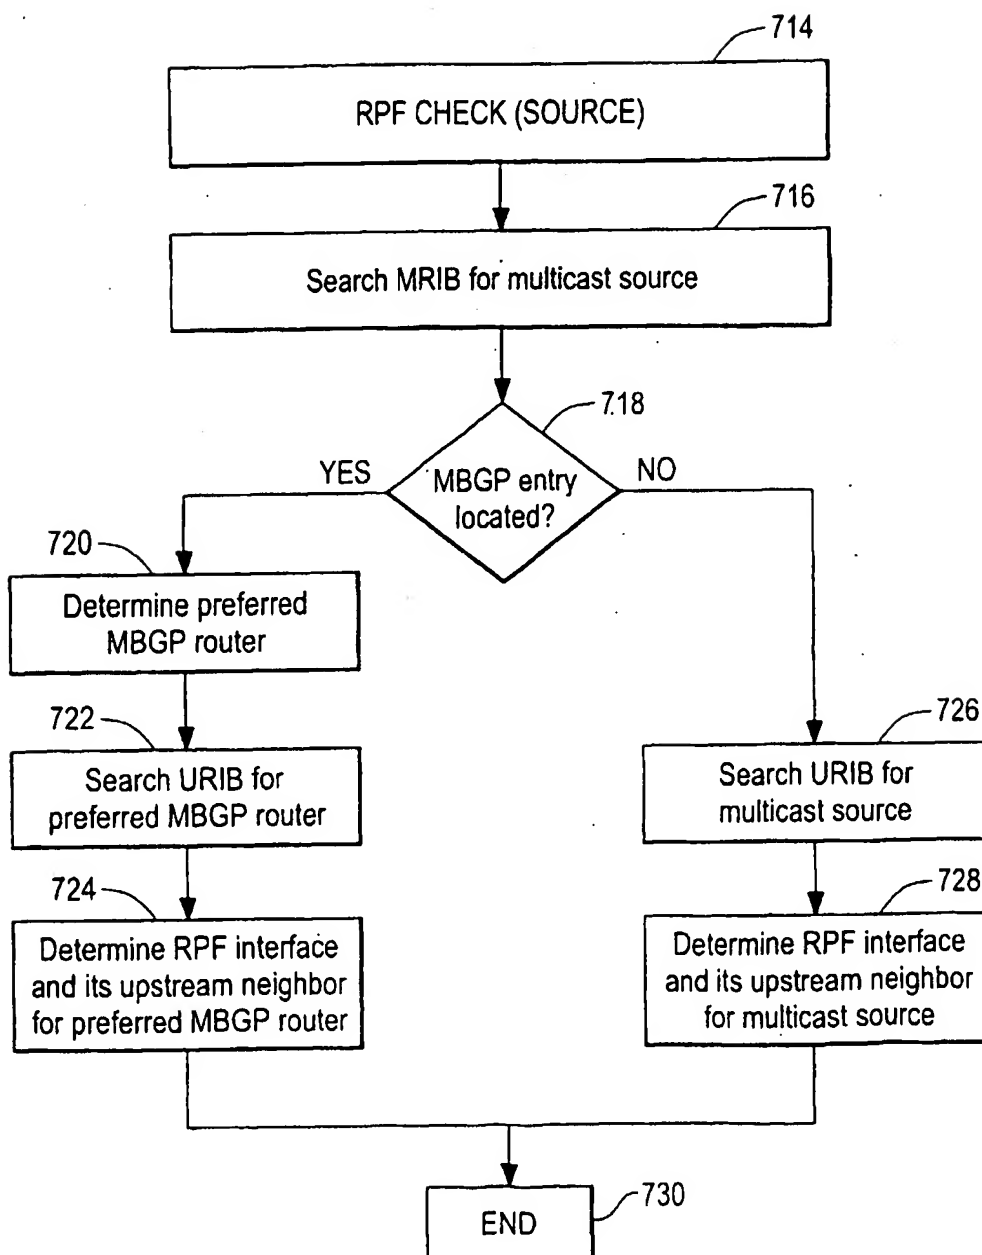 714
RPF CHECK (SOURCE)
716
Search MRIB for multicast source
718
YES
MBGP entry
located?
NO
720
Determine preferred
MBGP router
722
Search URIB for
preferred MBGP router
724
Determine RPF interface
and its upstream neighbor
for preferred MBGP router
726
Search URIB for
multicast source
728
Determine RPF interface
and its upstream neighbor
for multicast source
730
END